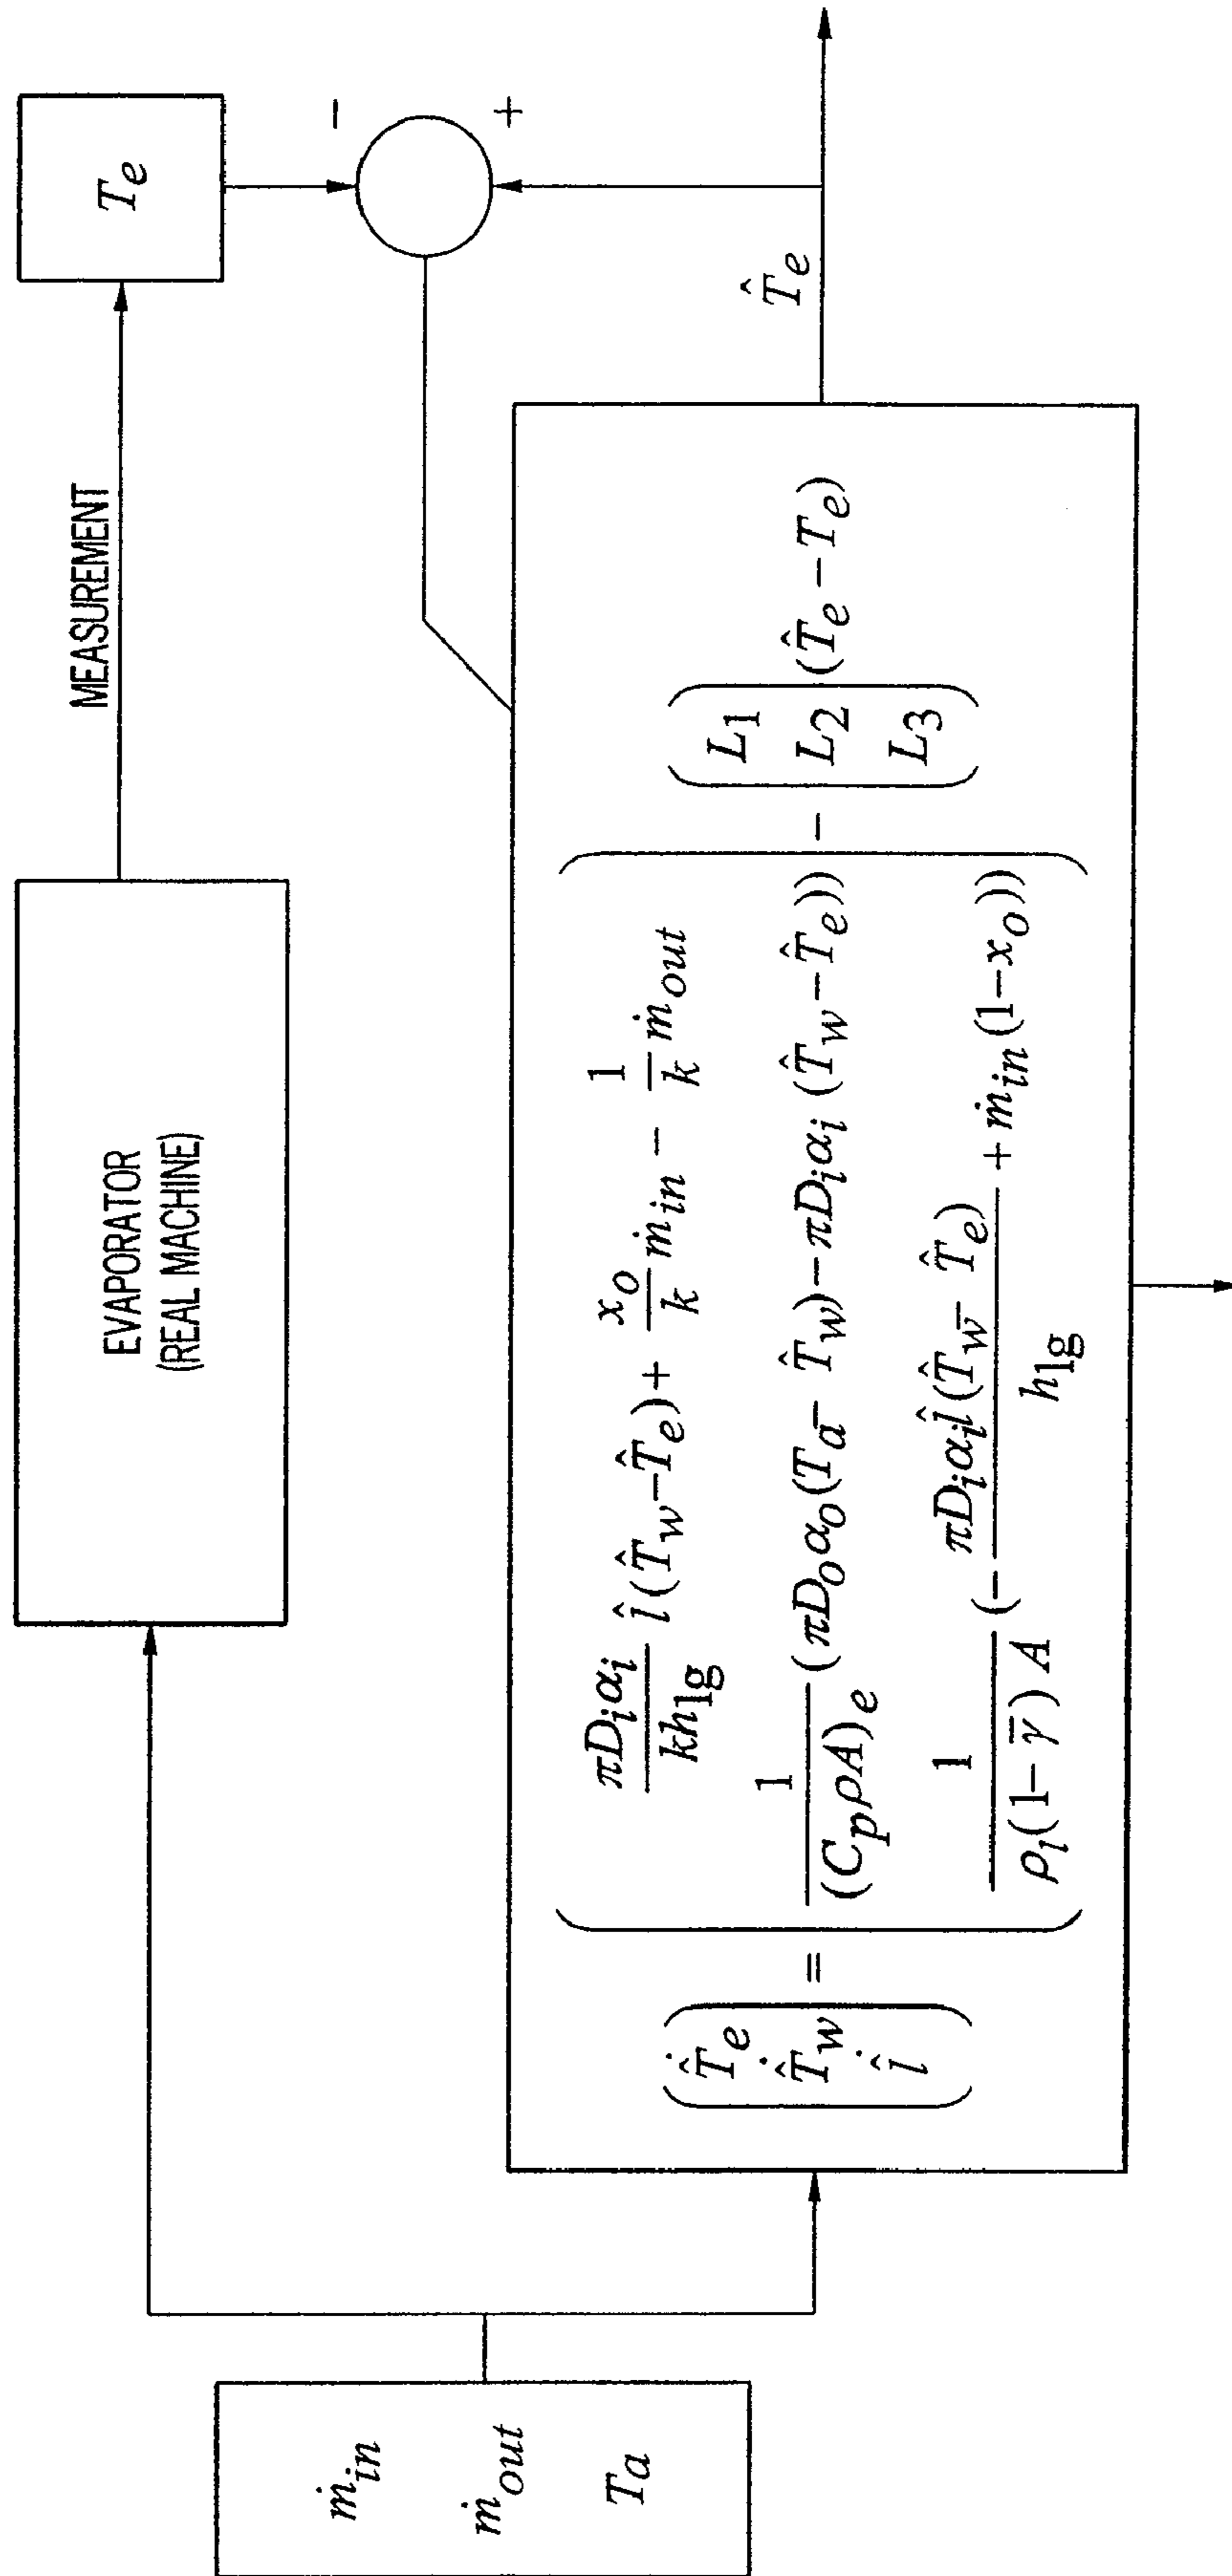 ṁ_in
ṁ_out
T_a
EVAPORATOR
(REAL MACHINE)
MEASUREMENT
T_e
−
+
T̂_e
( T̂̇_e T̂̇_w l̂̇ ) =
πD_iα_i / kh_lg l̂(T̂_w−T̂_e)+ x_o / k ṁ_in − 1 / k ṁ_out
1 / (C_pρA)_e (πD_oα_o(T_a−T̂_w)−πD_iα_i(T̂_w−T̂_e))
1 / ρ_l(1−γ̄)A (− πD_iα_il̂(T̂_w−T̂_e) / h_lg +ṁ_in(1−x_o))
− ( L_1 L_2 L_3 ) (T̂_e−T_e)